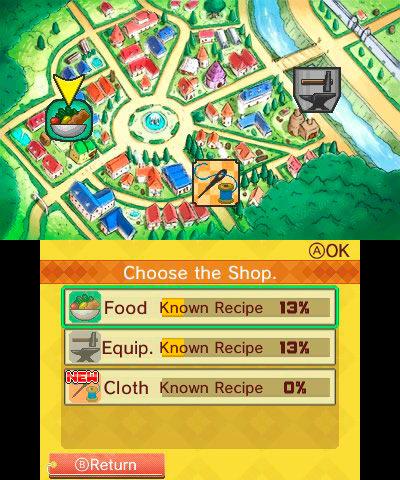 ⒶOK
Choose the Shop.
Food Known Recipe 13%
Equip. Known Recipe 13%
NEW
Cloth Known Recipe 0%
ⒷReturn